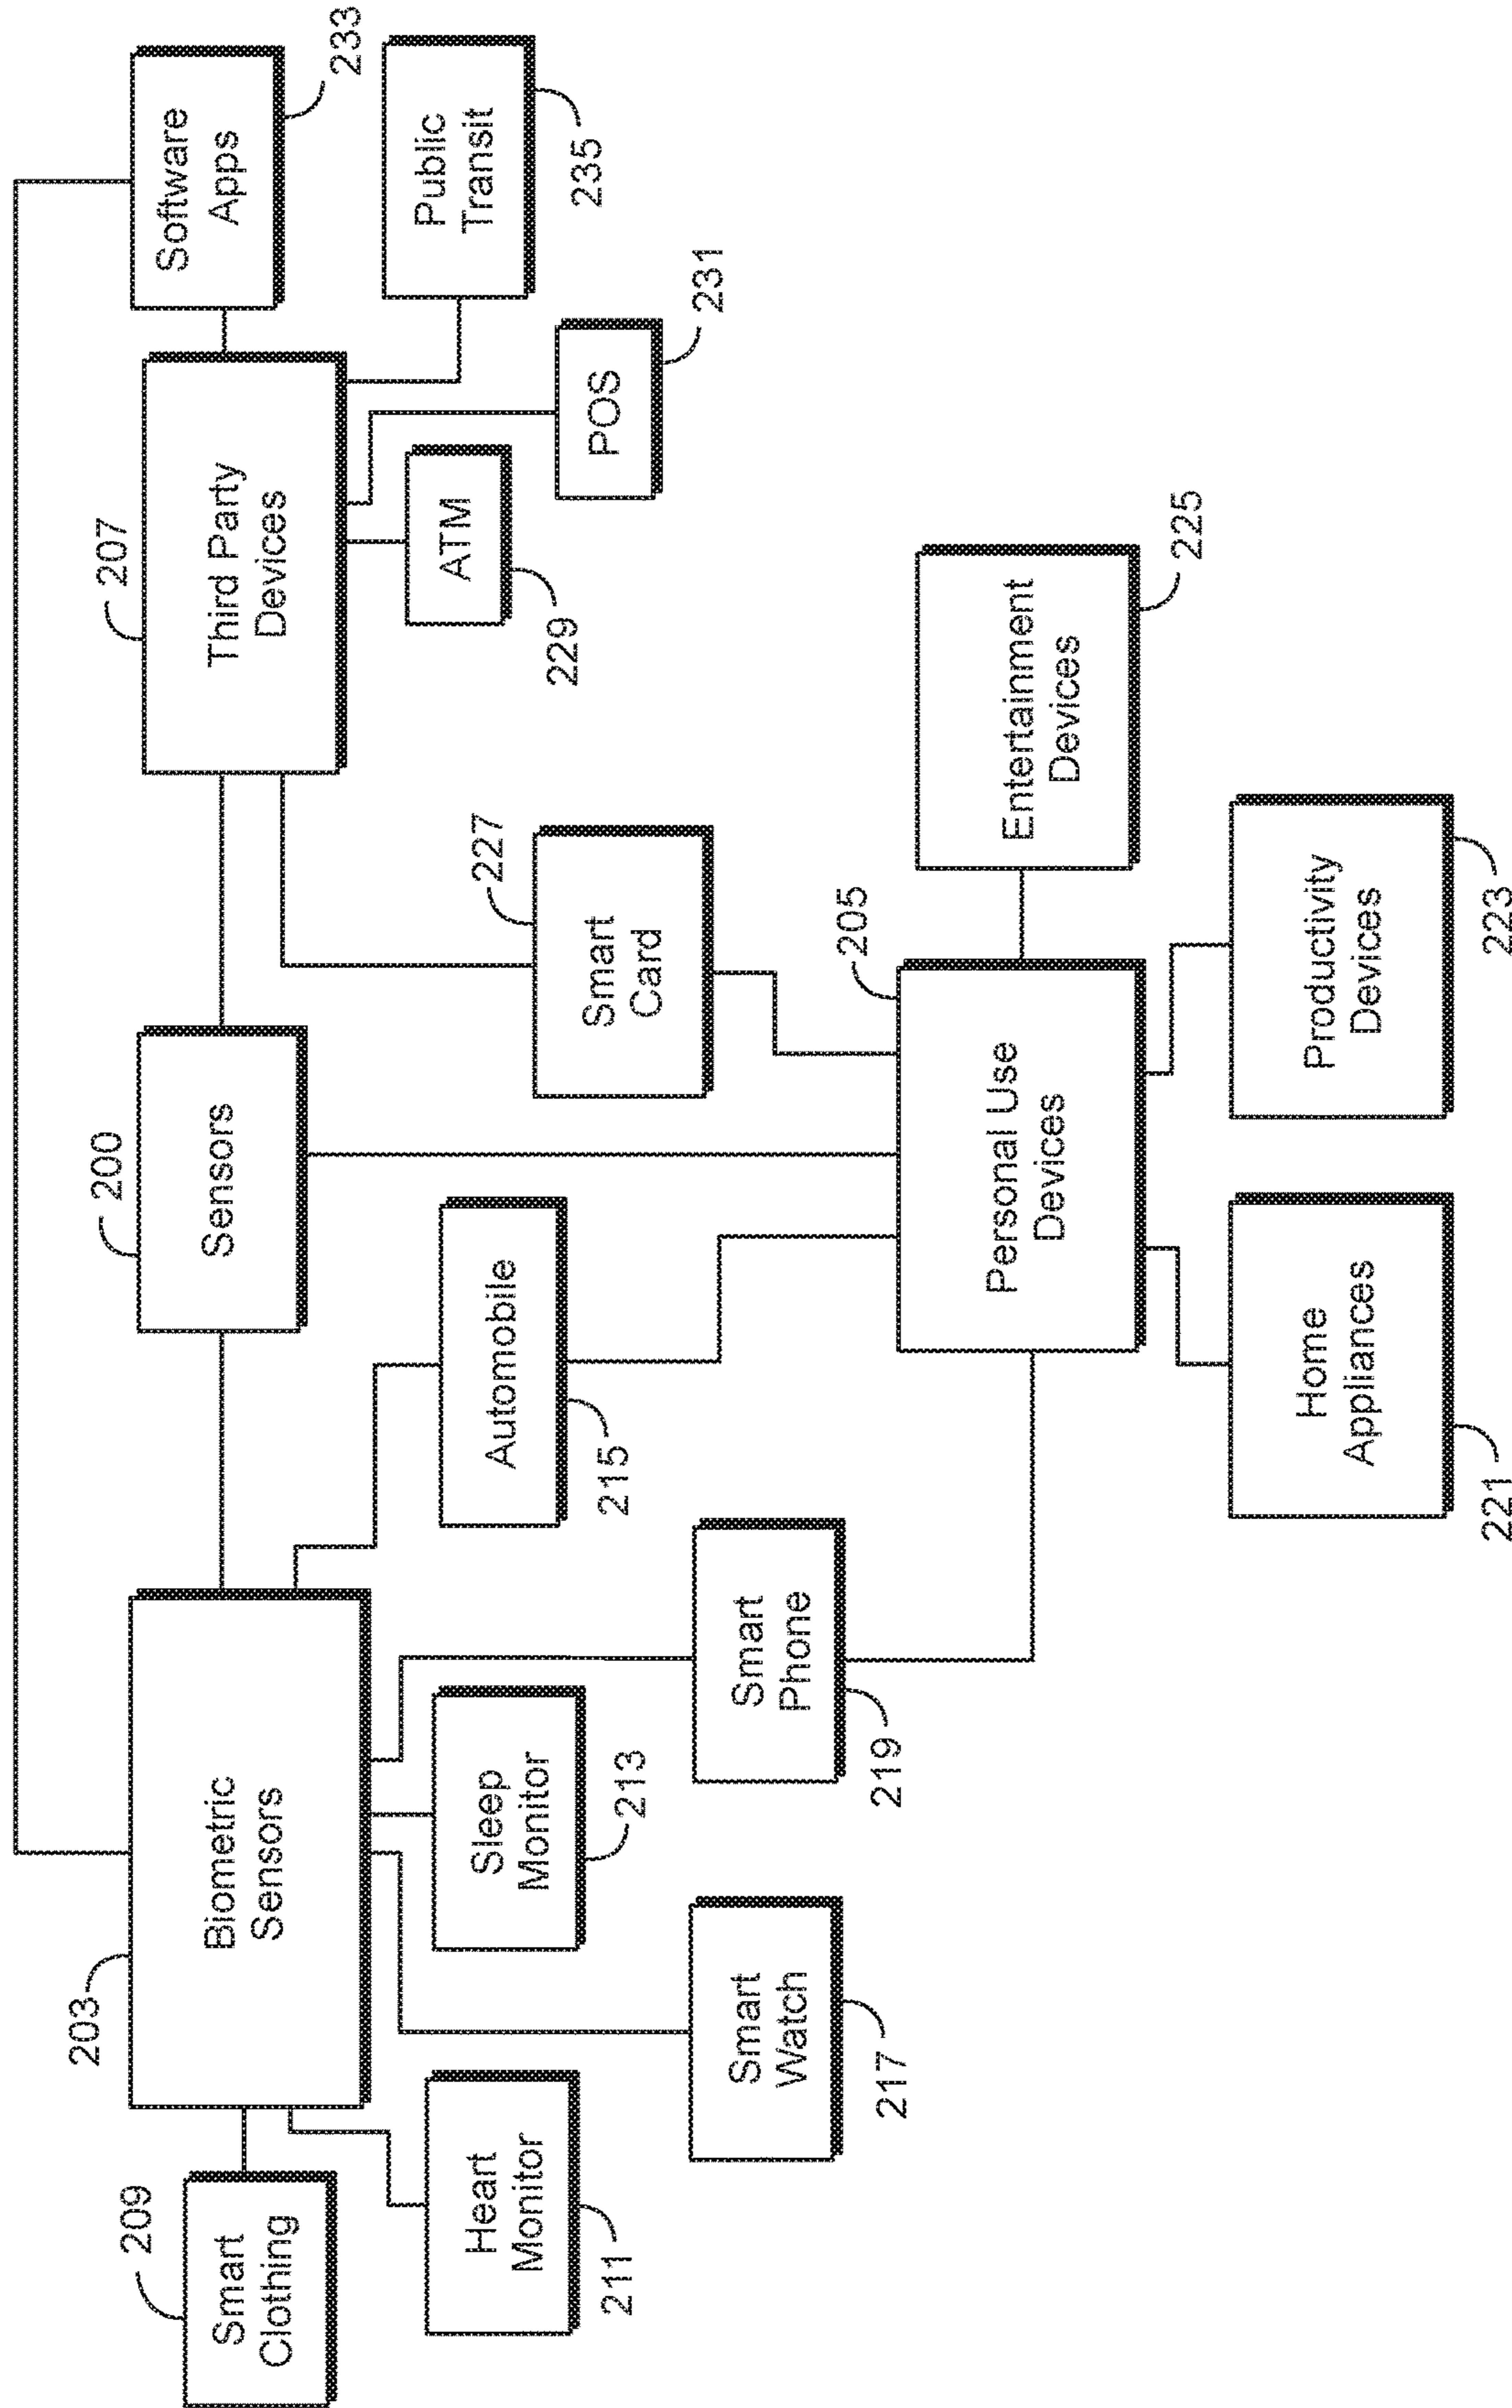 203
Biometric
Sensors
200
Sensors
207
Third Party
Devices
Software
Apps
233
209
Smart
Clothing
Heart
Monitor
211
Sleep
Monitor
213
Automobile
215
ATM
229
Public
Transit
235
POS
231
Smart
Watch
217
Smart
Phone
219
227
Smart
Card
205
Personal Use
Devices
Entertainment
Devices
225
Home
Appliances
221
Productivity
Devices
223